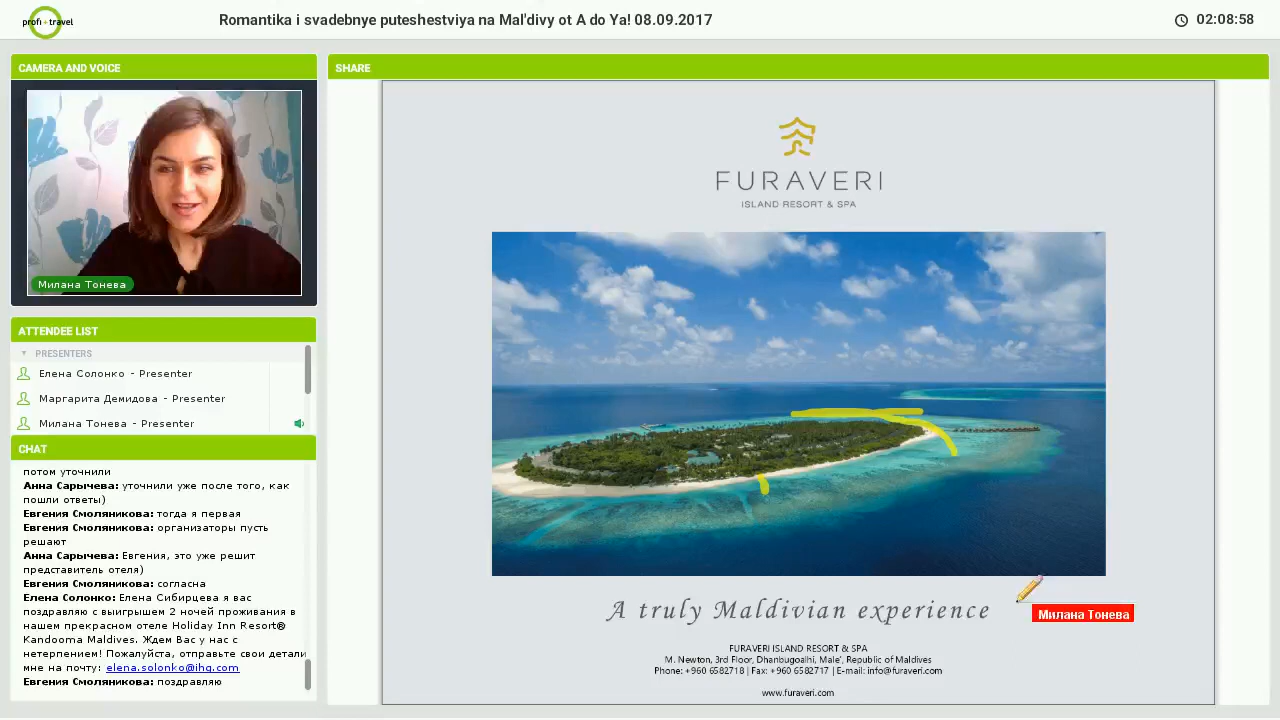 profi+travel
Romantika i svadebnye puteshestviya na Mal'divy ot A do Ya! 08.09.2017
02:08:58
CAMERA AND VOICE
Милана Тонева
ATTENDEE LIST
PRESENTERS
Елена Солонко - Presenter
Маргарита Демидова - Presenter
Милана Тонева - Presenter
CHAT
потом уточнили
Анна Сарычева: уточнили уже после того, как
пошли ответы)
Евгения Смоляникова: тогда я первая
Евгения Смоляникова: организаторы пусть
решают
Анна Сарычева: Евгения, это уже решит
представитель отеля)
Евгения Смоляникова: согласна
Елена Солонко: Елена Сибирцева я вас
поздравляю с выигрышем 2 ночей проживания в
нашем прекрасном отеле Holiday Inn Resort®
Kandooma Maldives. Ждем Вас у нас с
нетерпением! Пожалуйста, отправьте свои детали
мне на почту: elena.solonko@ihg.com
Евгения Смоляникова: поздравляю
SHARE
FURAVERI
ISLAND RESORT & SPA
A truly Maldivian experience
Милана Тонева
FURAVERI ISLAND RESORT & SPA
M. Newton, 3rd Floor, Dhanbugoalhi, Male', Republic of Maldives
Phone: +960 6582718 | Fax: +960 6582717 | E-mail: info@furaveri.com
www.furaveri.com